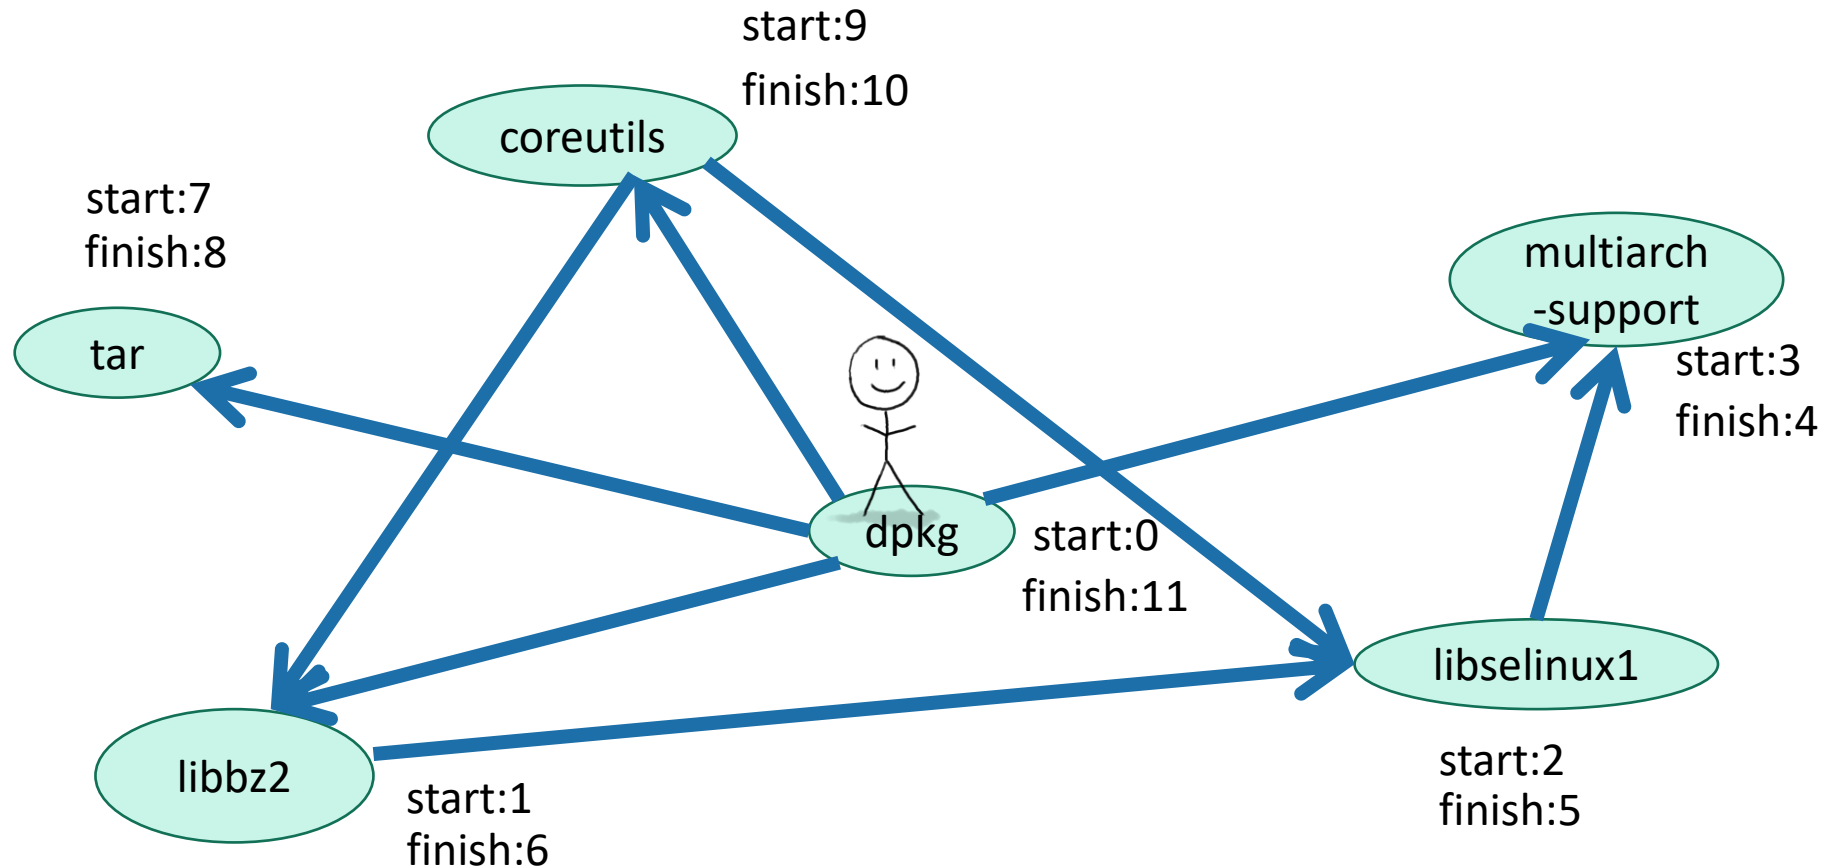 start:9
finish:10
coreutils
start:7
finish:8
multiarch
-support
tar
start:3
finish:4
dpkg
start:0
finish:11
libselinux1
libbz2
start:2
finish:5
start:1
finish:6